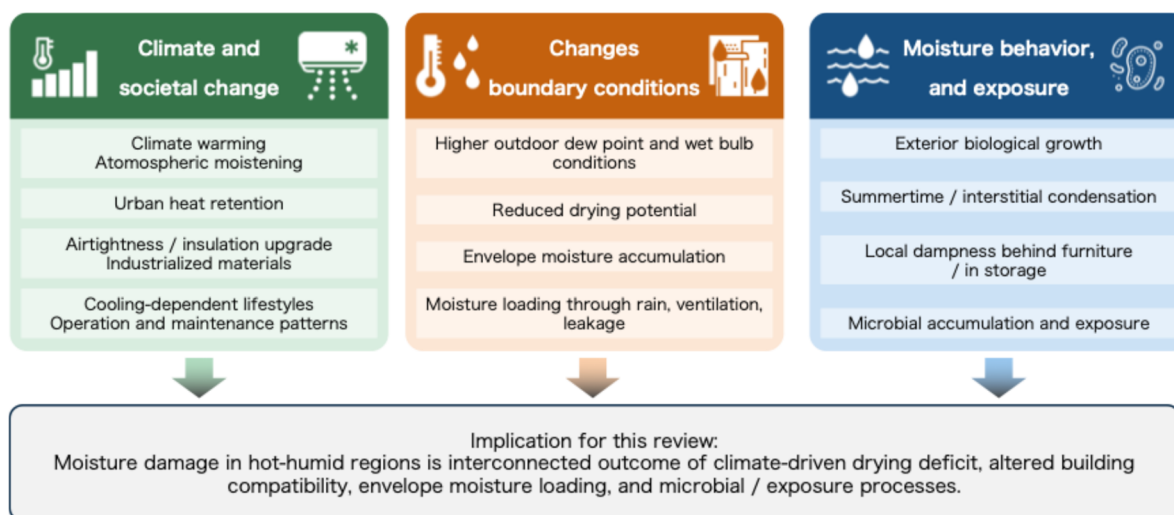 Climate and
societal change
Climate warming
Atomospheric moistening
Urban heat retention
Airtightness / insulation upgrade
Industrialized materials
Cooling-dependent lifestyles
Operation and maintenance patterns
Changes
boundary conditions
Higher outdoor dew point and wet bulb
conditions
Reduced drying potential
Envelope moisture accumulation
Moisture loading through rain, ventilation,
leakage
Moisture behavior,
and exposure
Exterior biological growth
Summertime / interstitial condensation
Local dampness behind furniture
/ in storage
Microbial accumulation and exposure
Implication for this review:
Moisture damage in hot-humid regions is interconnected outcome of climate-driven drying deficit, altered building
compatibility, envelope moisture loading, and microbial / exposure processes.